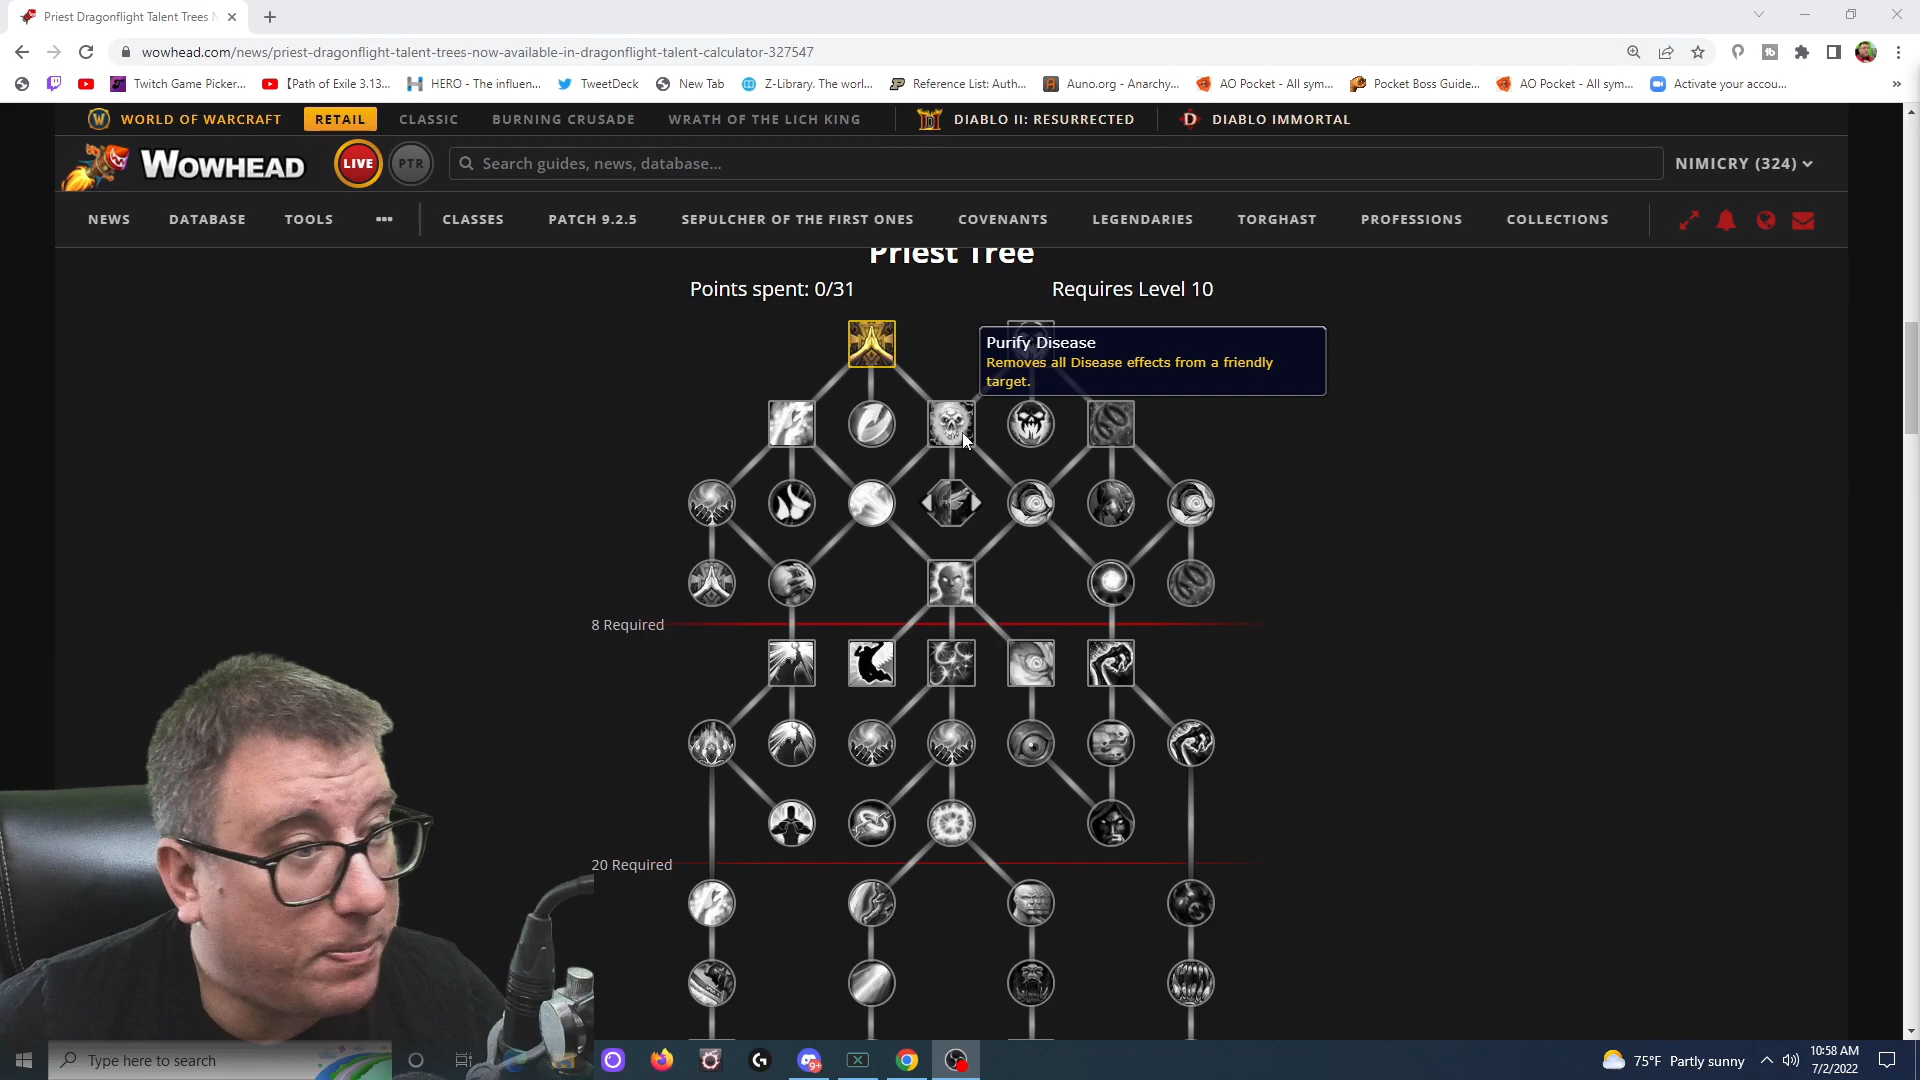 Priest Dragonflight Talent Trees N
wowhead.com/news/priest-dragonflight-talent-trees-now-available-in-dragonflight-talent-calculator-327547
Twitch Game Picker... [Path of Exile 3.13... HERO - The influen... TweetDeck New Tab Z-Library. The worl... Reference List: Auth... Auno.org - Anarchy... AO Pocket - All sym... Pocket Boss Guide... AO Pocket - All sym... Activate your accou... »
WORLD OF WARCRAFT RETAIL CLASSIC BURNING CRUSADE WRATH OF THE LICH KING DIABLO II: RESURRECTED DIABLO IMMORTAL
WOWHEAD LIVE PTR Search guides, news, database... NIMICRY (324)
NEWS DATABASE TOOLS ••• CLASSES PATCH 9.2.5 SEPULCHER OF THE FIRST ONES COVENANTS LEGENDARIES TORGHAST PROFESSIONS COLLECTIONS
Priest Tree
Points spent: 0/31 Requires Level 10
Purify Disease
Removes all Disease effects from a friendly
target.
8 Required
20 Required
Type here to search
9+
75°F Partly sunny
10:58 AM
7/2/2022